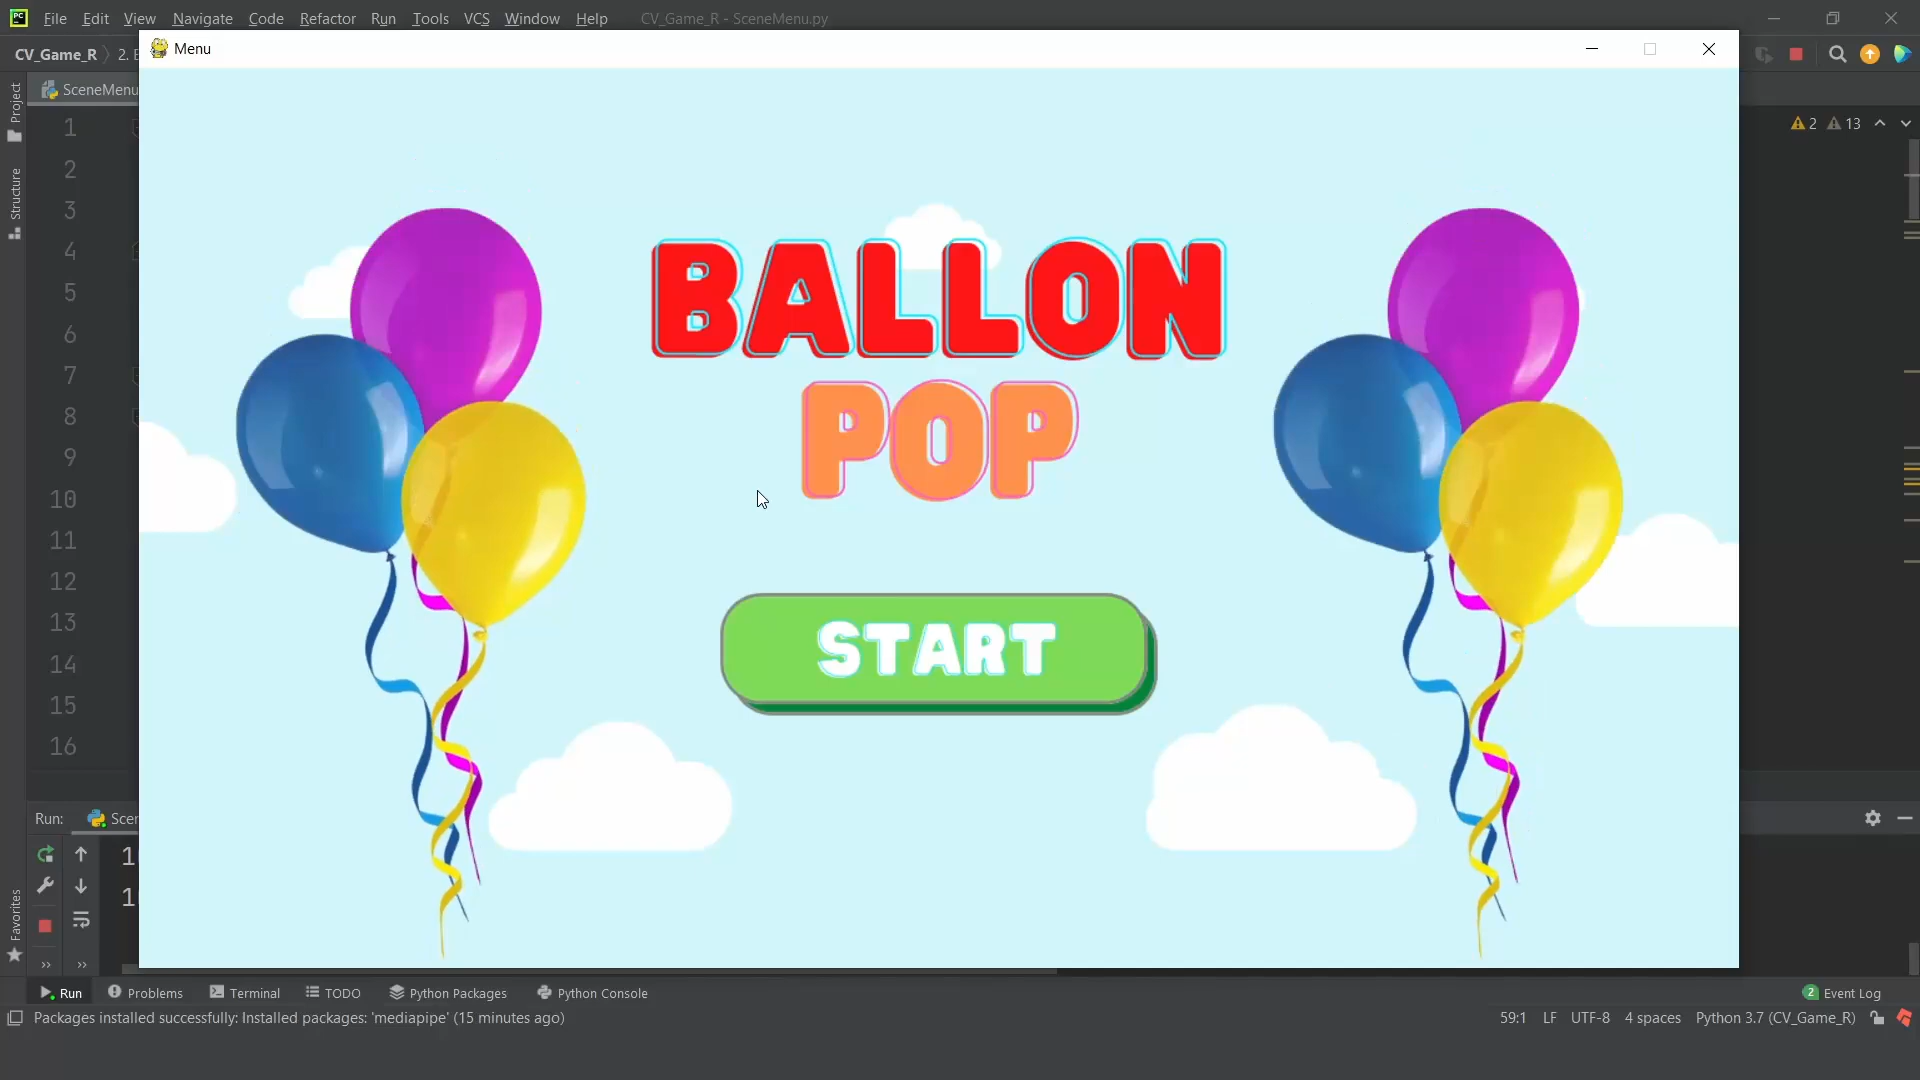 File Edit View Navigate Code Refactor Run Tools VCS Window Help CV_Game_R - SceneMenu.py
CV_Game_R 2.
Menu
SceneMenu
Project
Structure
Favorites
2 13
1
2
3
4
5
6
7
8
9
10
11
12
13
14
15
16
BALLON
POP
START
Run:
Run Problems Terminal TODO Python Packages Python Console 2 Event Log
Packages installed successfully: Installed packages: 'mediapipe' (15 minutes ago) 59:1 LF UTF-8 4 spaces Python 3.7 (CV_Game_R)